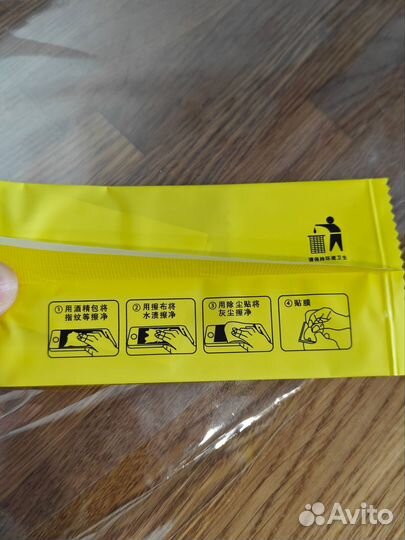 请保持环境卫生
①用酒精包将
指纹等擦净
②用擦布将
水渍擦净
③用除尘贴将
灰尘擦净
④贴膜
Avito